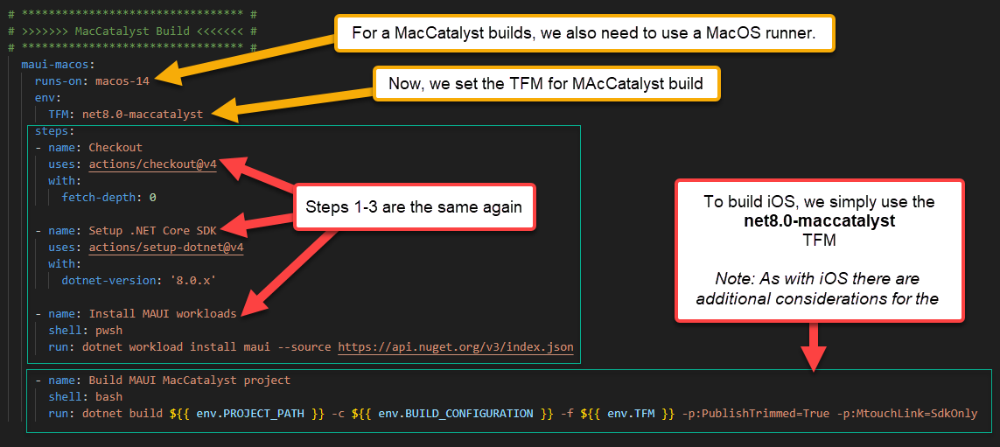 # ********************************* #
# >>>>>>> MacCatalyst Build <<<<<<< #
# ********************************* #
For a MacCatalyst builds, we also need to use a MacOS runner.
maui-macos:
runs-on: macos-14
Now, we set the TFM for MAcCatalyst build
env:
TFM: net8.0-maccatalyst
steps:
- name: Checkout
uses: actions/checkout@v4
with:
fetch-depth: 0
Steps 1-3 are the same again
- name: Setup .NET Core SDK
uses: actions/setup-dotnet@v4
with:
dotnet-version: '8.0.x'
- name: Install MAUI workloads
shell: pwsh
run: dotnet workload install maui --source https://api.nuget.org/v3/index.json
To build iOS, we simply use the
net8.0-maccatalyst
TFM
Note: As with iOS there are
additional considerations for the
- name: Build MAUI MacCatalyst project
shell: bash
run: dotnet build ${{ env.PROJECT_PATH }} -c ${{ env.BUILD_CONFIGURATION }} -f ${{ env.TFM }} -p:PublishTrimmed=True -p:MtouchLink=SdkOnly